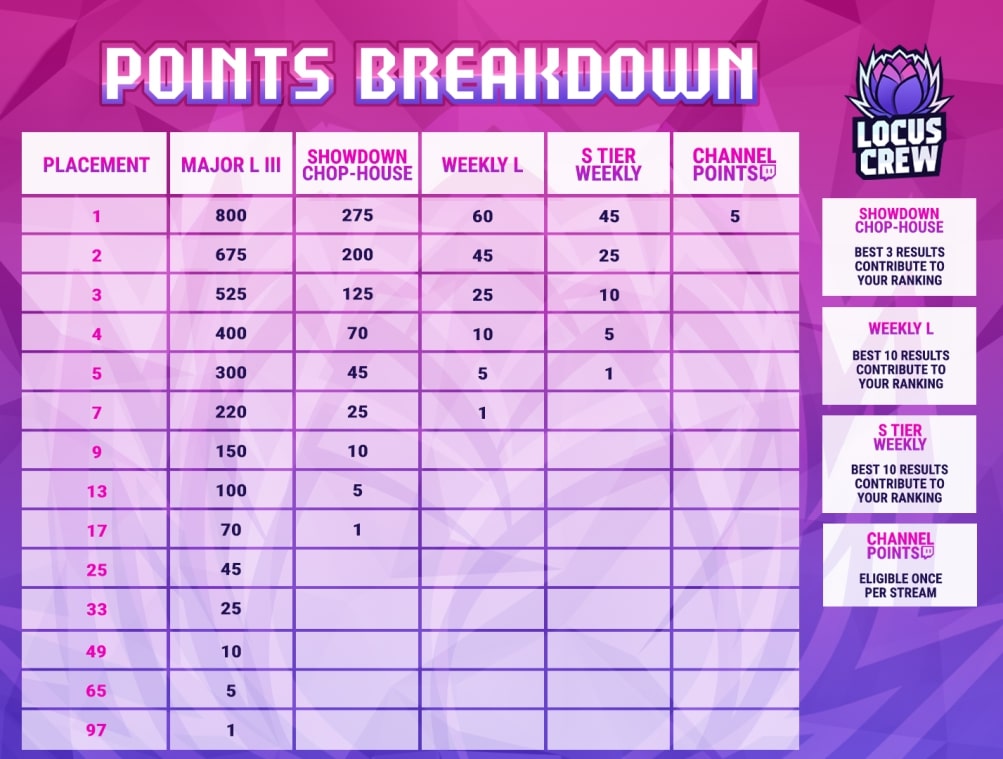 POINTS BREAKDOWN
LOCUS
CREW
PLACEMENT MAJOR L III SHOWDOWN CHOP-HOUSE WEEKLY L S TIER WEEKLY CHANNEL POINTS
1 800 275 60 45 5
2 675 200 45 25
3 525 125 25 10
4 400 70 10 5
5 300 45 5 1
7 220 25 1
9 150 10
13 100 5
17 70 1
25 45
33 25
49 10
65 5
97 1
SHOWDOWN
CHOP-HOUSE
BEST 3 RESULTS
CONTRIBUTE TO
YOUR RANKING
WEEKLY L
BEST 10 RESULTS
CONTRIBUTE TO
YOUR RANKING
S TIER
WEEKLY
BEST 10 RESULTS
CONTRIBUTE TO
YOUR RANKING
CHANNEL
POINTS
ELIGIBLE ONCE
PER STREAM